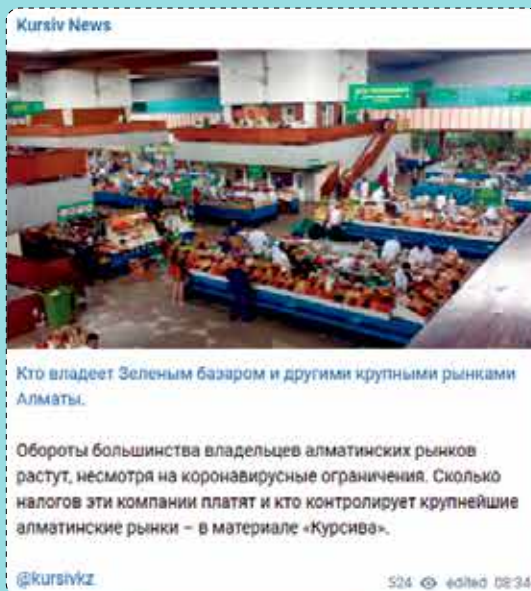 Kursiv News
Кто владеет Зеленым базаром и другими крупными рынками
Алматы.
Обороты большинства владельцев алматинских рынков
растут, несмотря на коронавирусные ограничения. Сколько
налогов эти компании платят и кто контролирует крупнейшие
алматинские рынки – в материале «Курсива».
@kursivkz
524 edited 08:34